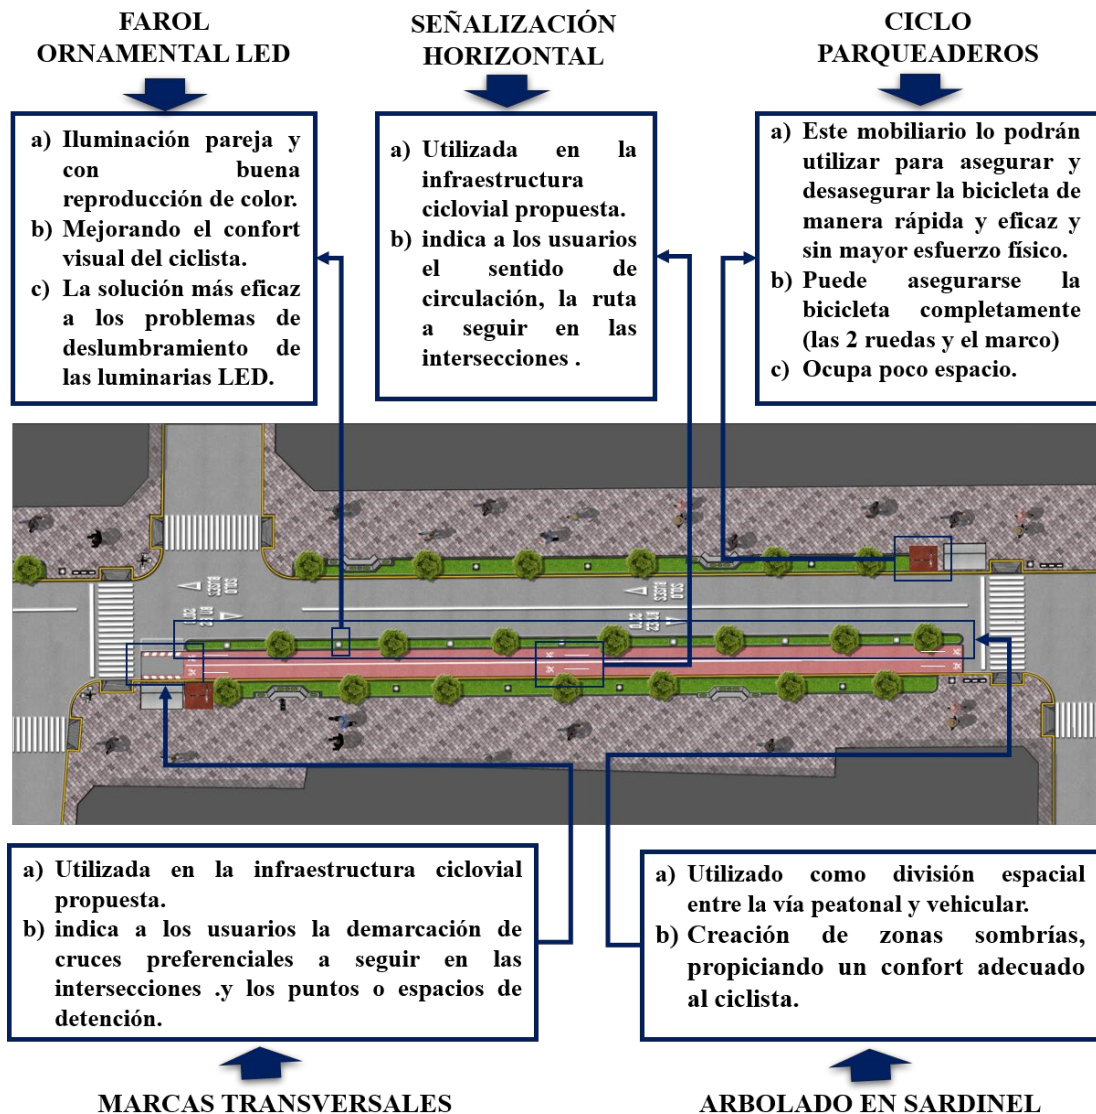 FAROL
ORNAMENTAL LED
SEÑALIZACIÓN
HORIZONTAL
CICLO
PARQUEADEROS
a) Iluminación pareja y
con buena
reproducción de color.
b) Mejorando el confort
visual del ciclista.
c) La solución más eficaz
a los problemas de
deslumbramiento de
las luminarias LED.
a) Utilizada en la
infraestructura
ciclovial propuesta.
b) indica a los usuarios
el sentido de
circulación, la ruta
a seguir en las
intersecciones .
a) Este mobiliario lo podrán
utilizar para asegurar y
desasegurar la bicicleta de
manera rápida y eficaz y
sin mayor esfuerzo físico.
b) Puede asegurarse la
bicicleta completamente
(las 2 ruedas y el marco)
c) Ocupa poco espacio.
SOLO
BUSES
SOLO
BUSES
SOLO
BUSES
SOLO
BUSES
a) Utilizada en la infraestructura ciclovial
propuesta.
b) indica a los usuarios la demarcación de
cruces preferenciales a seguir en las
intersecciones .y los puntos o espacios de
detención.
a) Utilizado como división espacial
entre la vía peatonal y vehicular.
b) Creación de zonas sombrías,
propiciando un confort adecuado
al ciclista.
MARCAS TRANSVERSALES
ARBOLADO EN SARDINEL